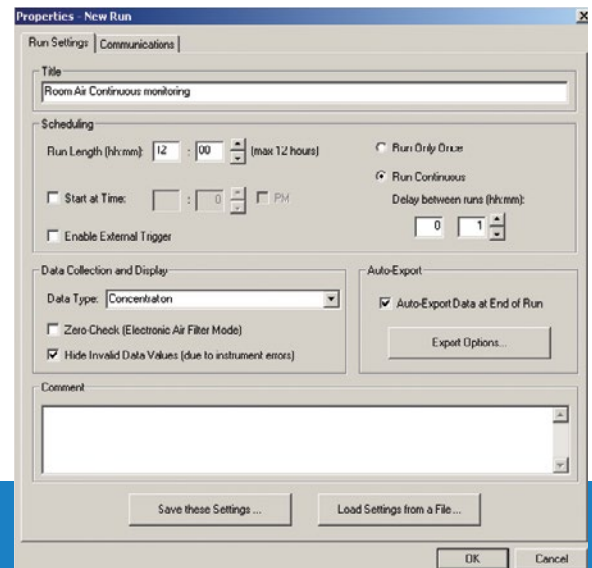 Properties - New Run
Run Settings
Communications
Title
Room Air Continuous monitoring
Scheduling
Run Length (hh:mm): 12 : 00 (max 12 hours)
Run Only Once
Run Continuous
Start at Time: : 0 PM
Delay between runs (hh:mm):
0 1
Enable External Trigger
Data Collection and Display
Data Type: Concentraton
Zero-Check (Electronic Air Filter Mode)
Hide Invalid Data Values (due to instrument errors)
Auto-Export
Auto-Export Data at End of Run
Export Options...
Comment
Save these Settings ...
Load Settings from a File ...
OK
Cancel